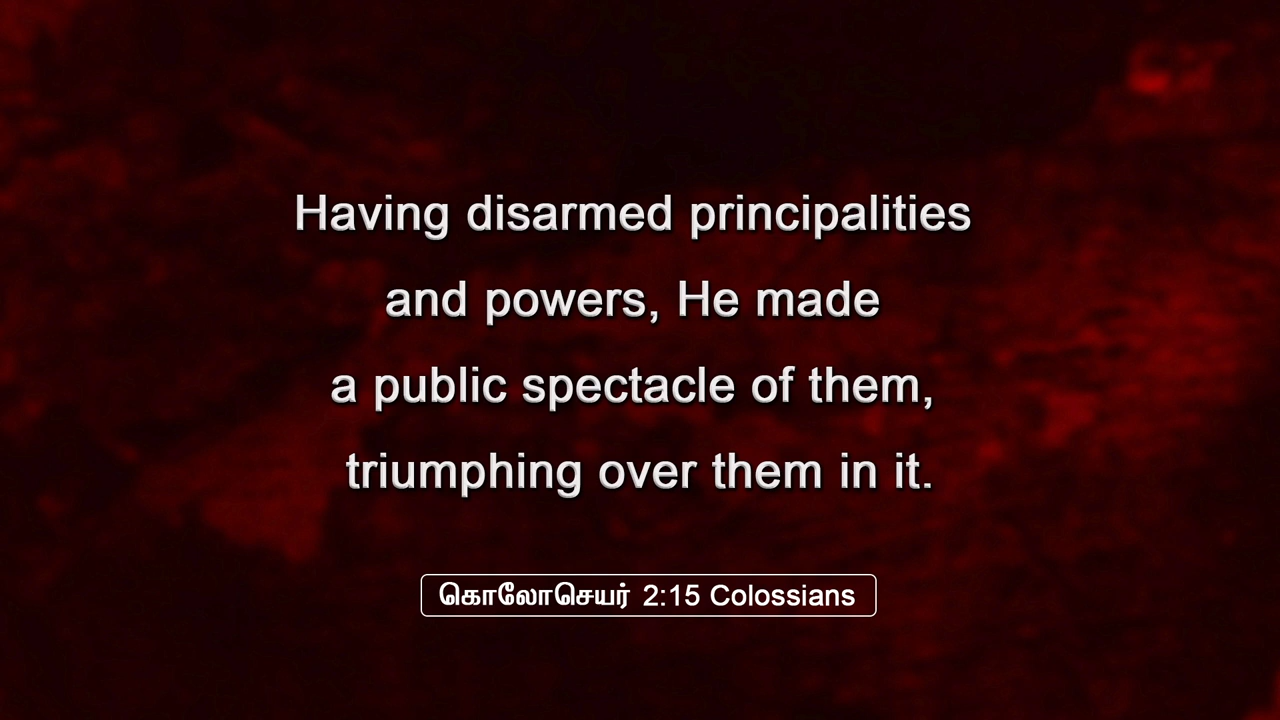 Having disarmed principalities
and powers, He made
a public spectacle of them,
triumphing over them in it.
கொலோசெயர் 2:15 Colossians